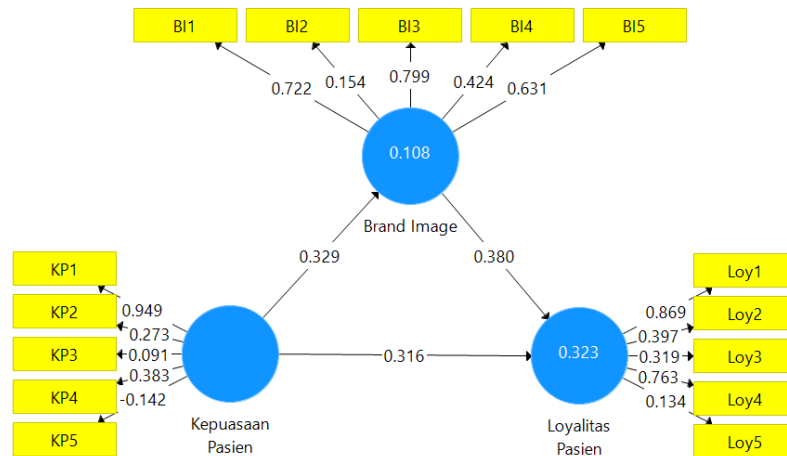 BI1 BI2 BI3 BI4 BI5
0.722
0.154
0.799
0.424
0.631
0.108
Brand Image
0.329
0.380
KP1
KP2
KP3
KP4
KP5
0.949
0.273
0.091
0.383
-0.142
Kepuasaan
Pasien
0.316
0.323
Loyalitas
Pasien
0.869
0.397
0.319
0.763
0.134
Loy1
Loy2
Loy3
Loy4
Loy5